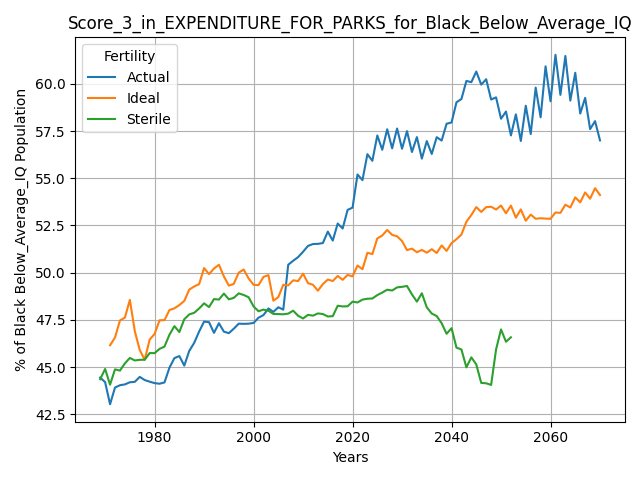 Score_3_in_EXPENDITURE_FOR_PARKS_for_Black_Below_Average_IQ
Fertility
Actual
Ideal
Sterile
% of Black Below_Average_IQ Population
60.0
57.5
55.0
52.5
50.0
47.5
45.0
42.5
1980
2000
2020
2040
2060
Years